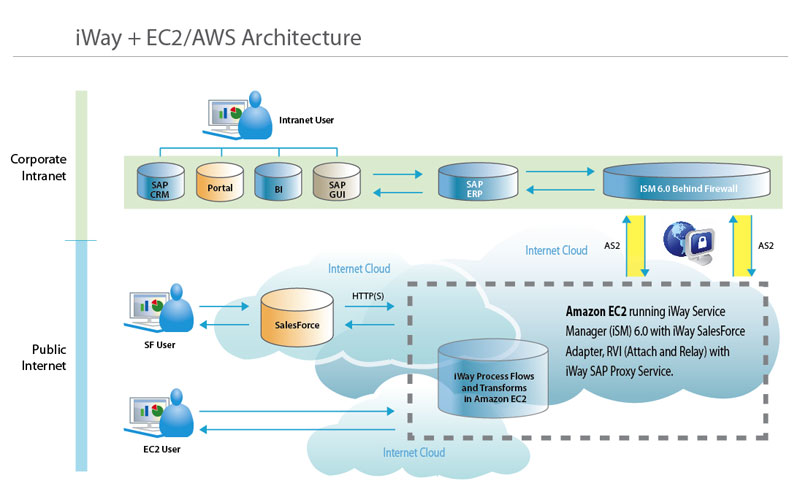 iWay + EC2/AWS Architecture
Intranet User
Corporate
Intranet
SAP
CRM
Portal
BI
SAP
GUI
SAP
ERP
ISM 6.0 Behind Firewall
AS2
AS2
Internet Cloud
Internet Cloud
HTTP(S)
SalesForce
SF User
Public
Internet
Amazon EC2 running iWay Service
Manager (iSM) 6.0 with iWay SalesForce
Adapter, RVI (Attach and Relay) with
iWay SAP Proxy Service.
iWay Process Flows
and Transforms
in Amazon EC2
EC2 User
Internet Cloud